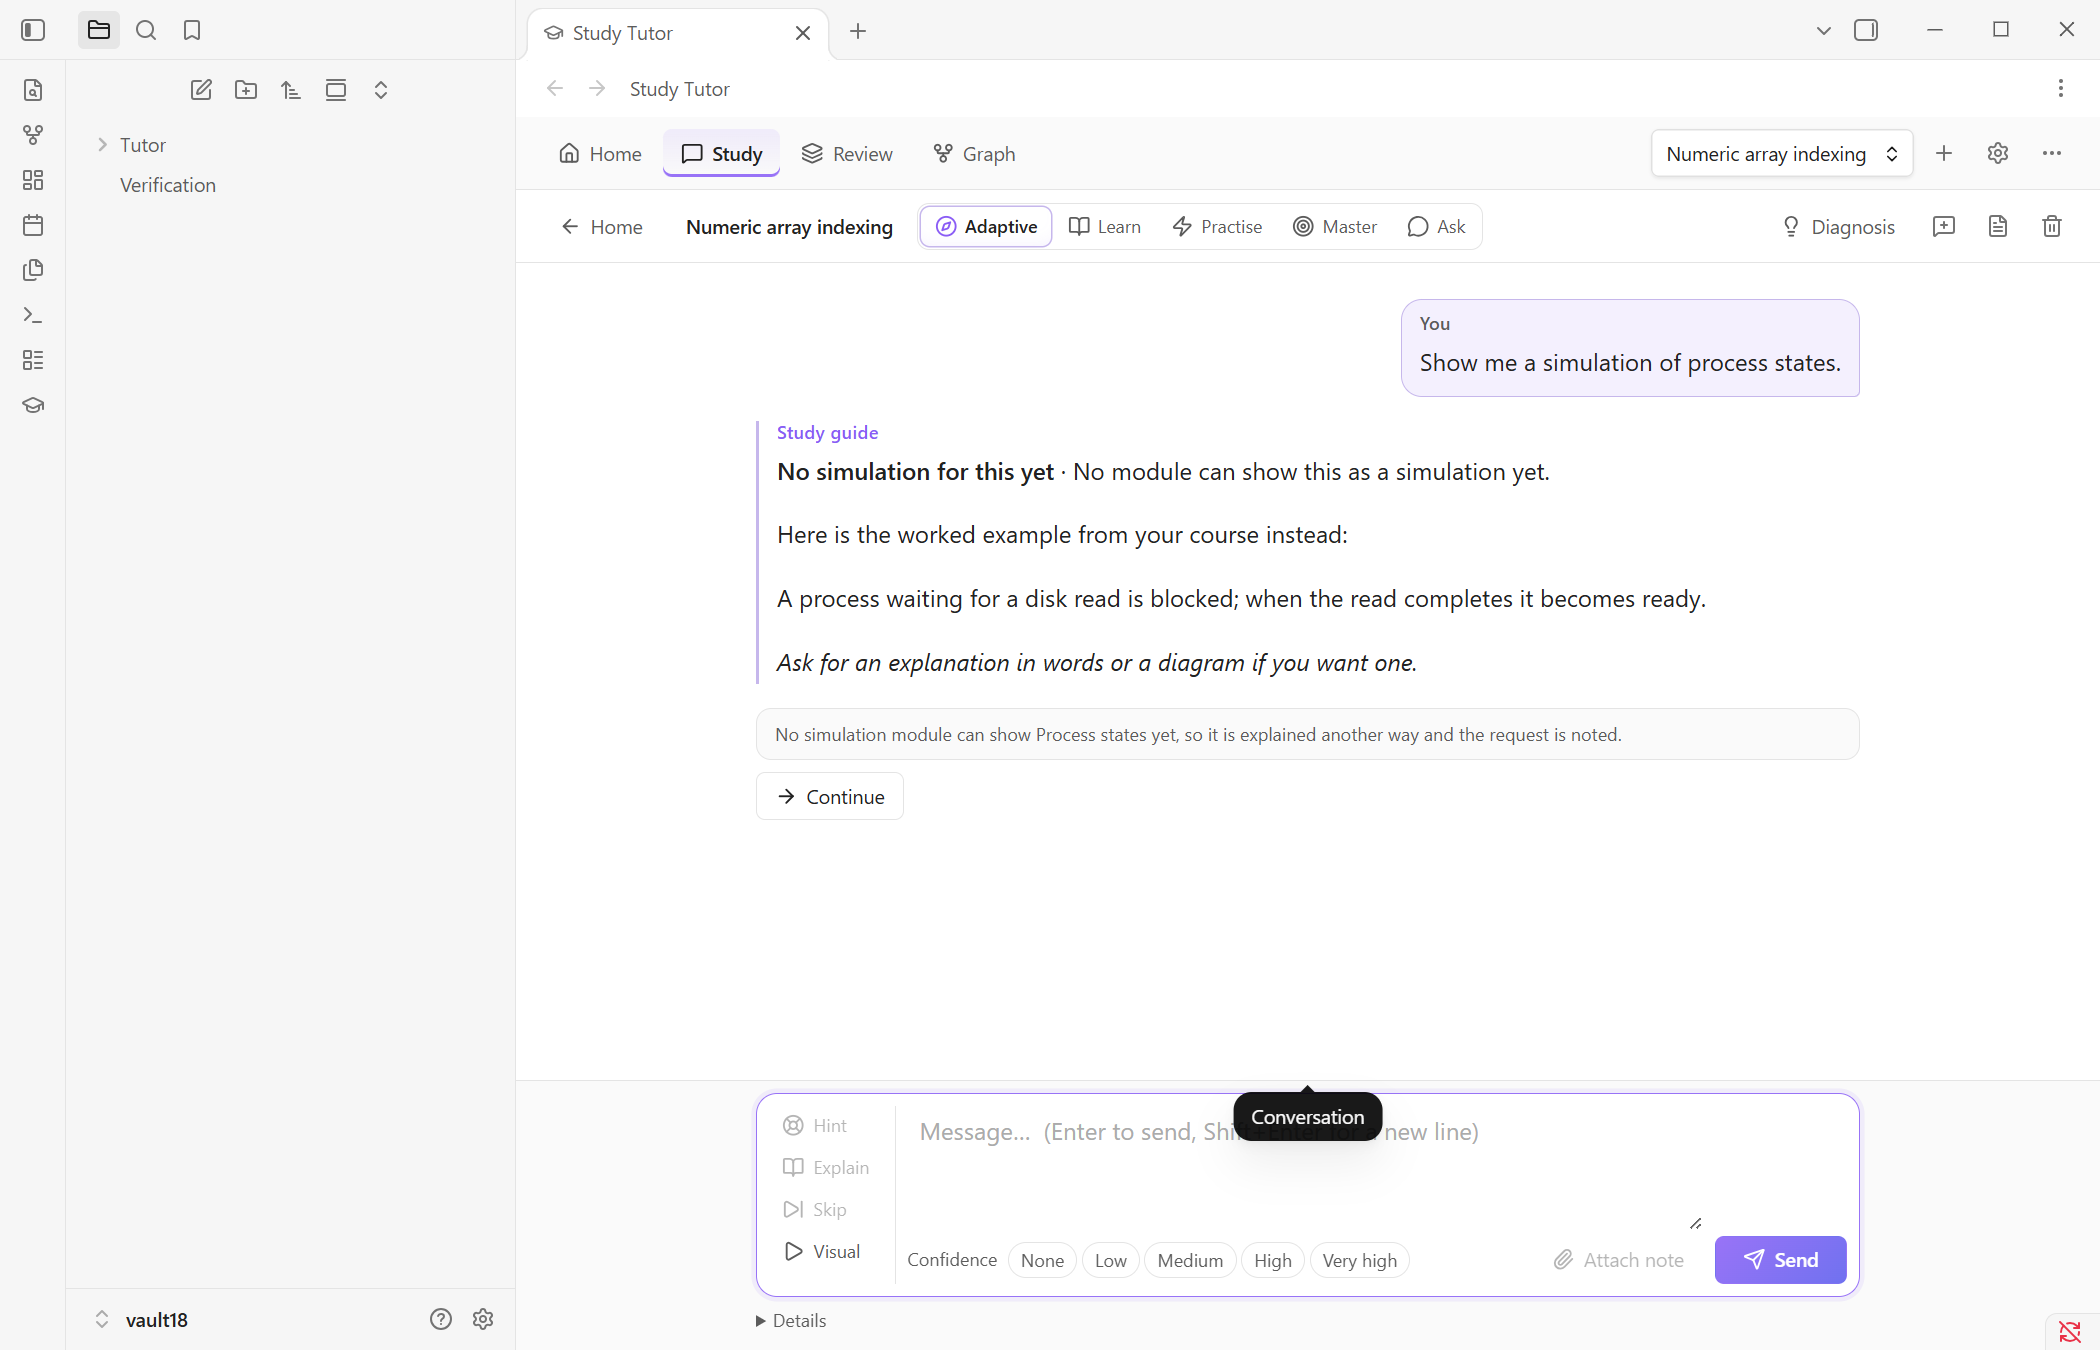 Study Tutor
Study Tutor
Tutor
Verification
Home
Study
Review
Graph
Numeric array indexing
Home
Numeric array indexing
Adaptive
Learn
Practise
Master
Ask
Diagnosis
You
Show me a simulation of process states.
Study guide
No simulation for this yet · No module can show this as a simulation yet.
Here is the worked example from your course instead:
A process waiting for a disk read is blocked; when the read completes it becomes ready.
Ask for an explanation in words or a diagram if you want one.
No simulation module can show Process states yet, so it is explained another way and the request is noted.
Continue
Conversation
Hint
Explain
Skip
Visual
Message... (Enter to send, Shift+Enter for a new line)
Confidence
None
Low
Medium
High
Very high
Attach note
Send
Details
vault18